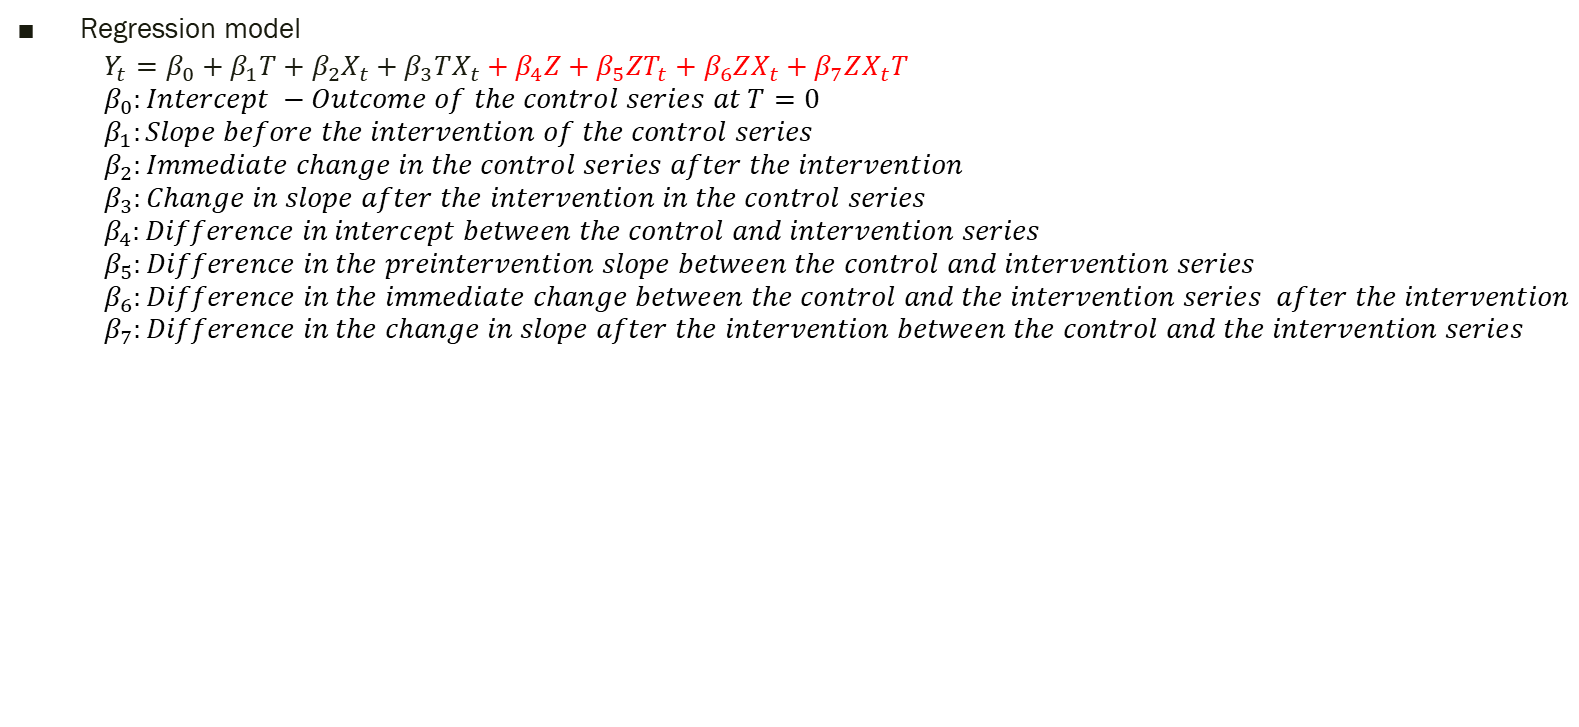 ■ Regression model
Yₜ = β₀ + β₁T + β₂Xₜ + β₃TXₜ + β₄Z + β₅ZTₜ + β₆ZXₜ + β₇ZXₜT
β₀: Intercept − Outcome of the control series at T = 0
β₁: Slope before the intervention of the control series
β₂: Immediate change in the control series after the intervention
β₃: Change in slope after the intervention in the control series
β₄: Difference in intercept between the control and intervention series
β₅: Difference in the preintervention slope between the control and intervention series
β₆: Difference in the immediate change between the control and the intervention series after the intervention
β₇: Difference in the change in slope after the intervention between the control and the intervention series